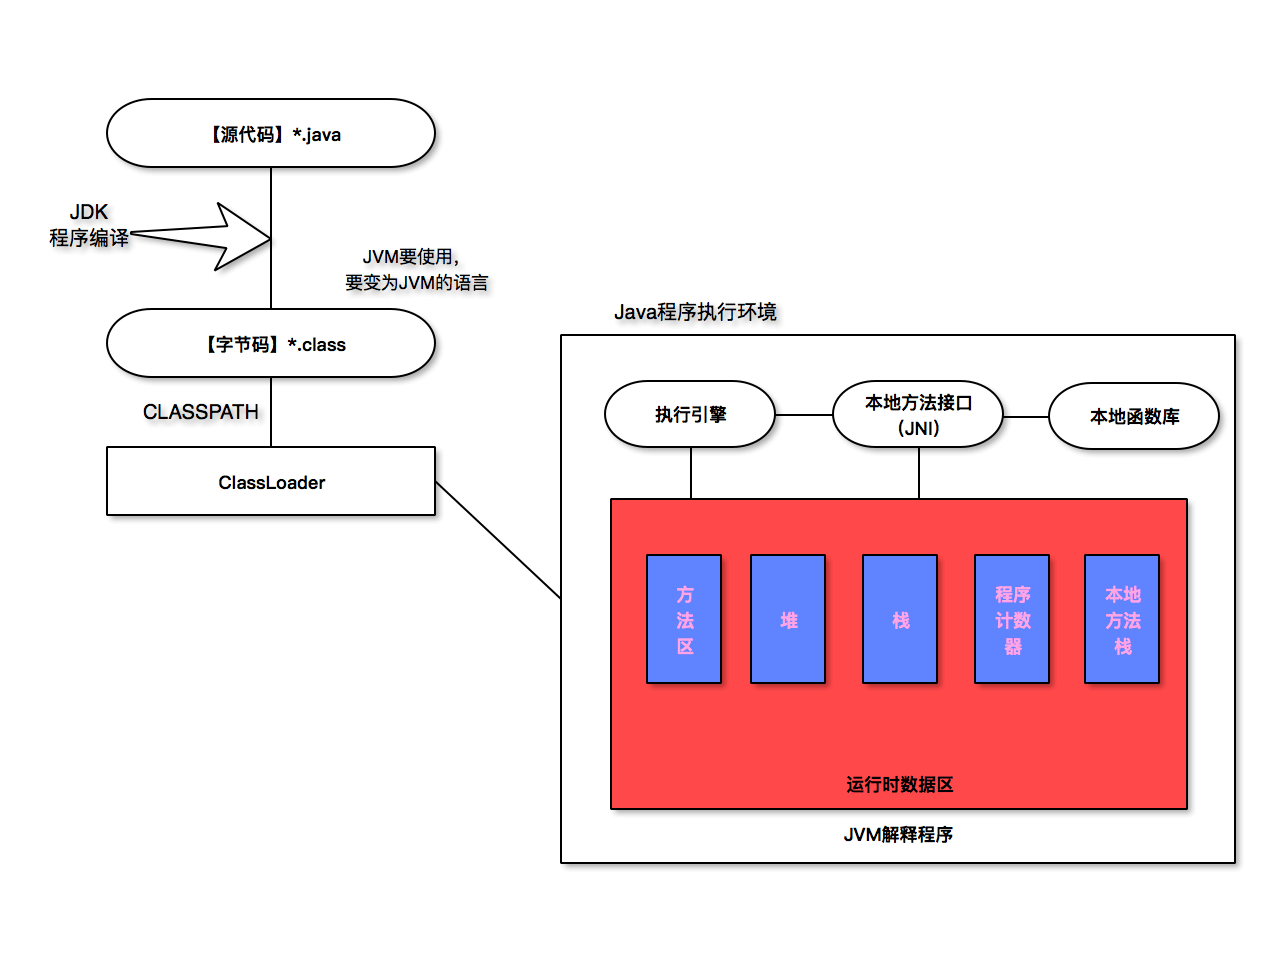 【源代码】*.java
JDK
程序编译
JVM要使用，
要变为JVM的语言
【字节码】*.class
CLASSPATH
ClassLoader
Java程序执行环境
执行引擎
本地方法接口
（JNI）
本地函数库
方
法
区
堆
栈
程序
计数
器
本地
方法
栈
运行时数据区
JVM解释程序